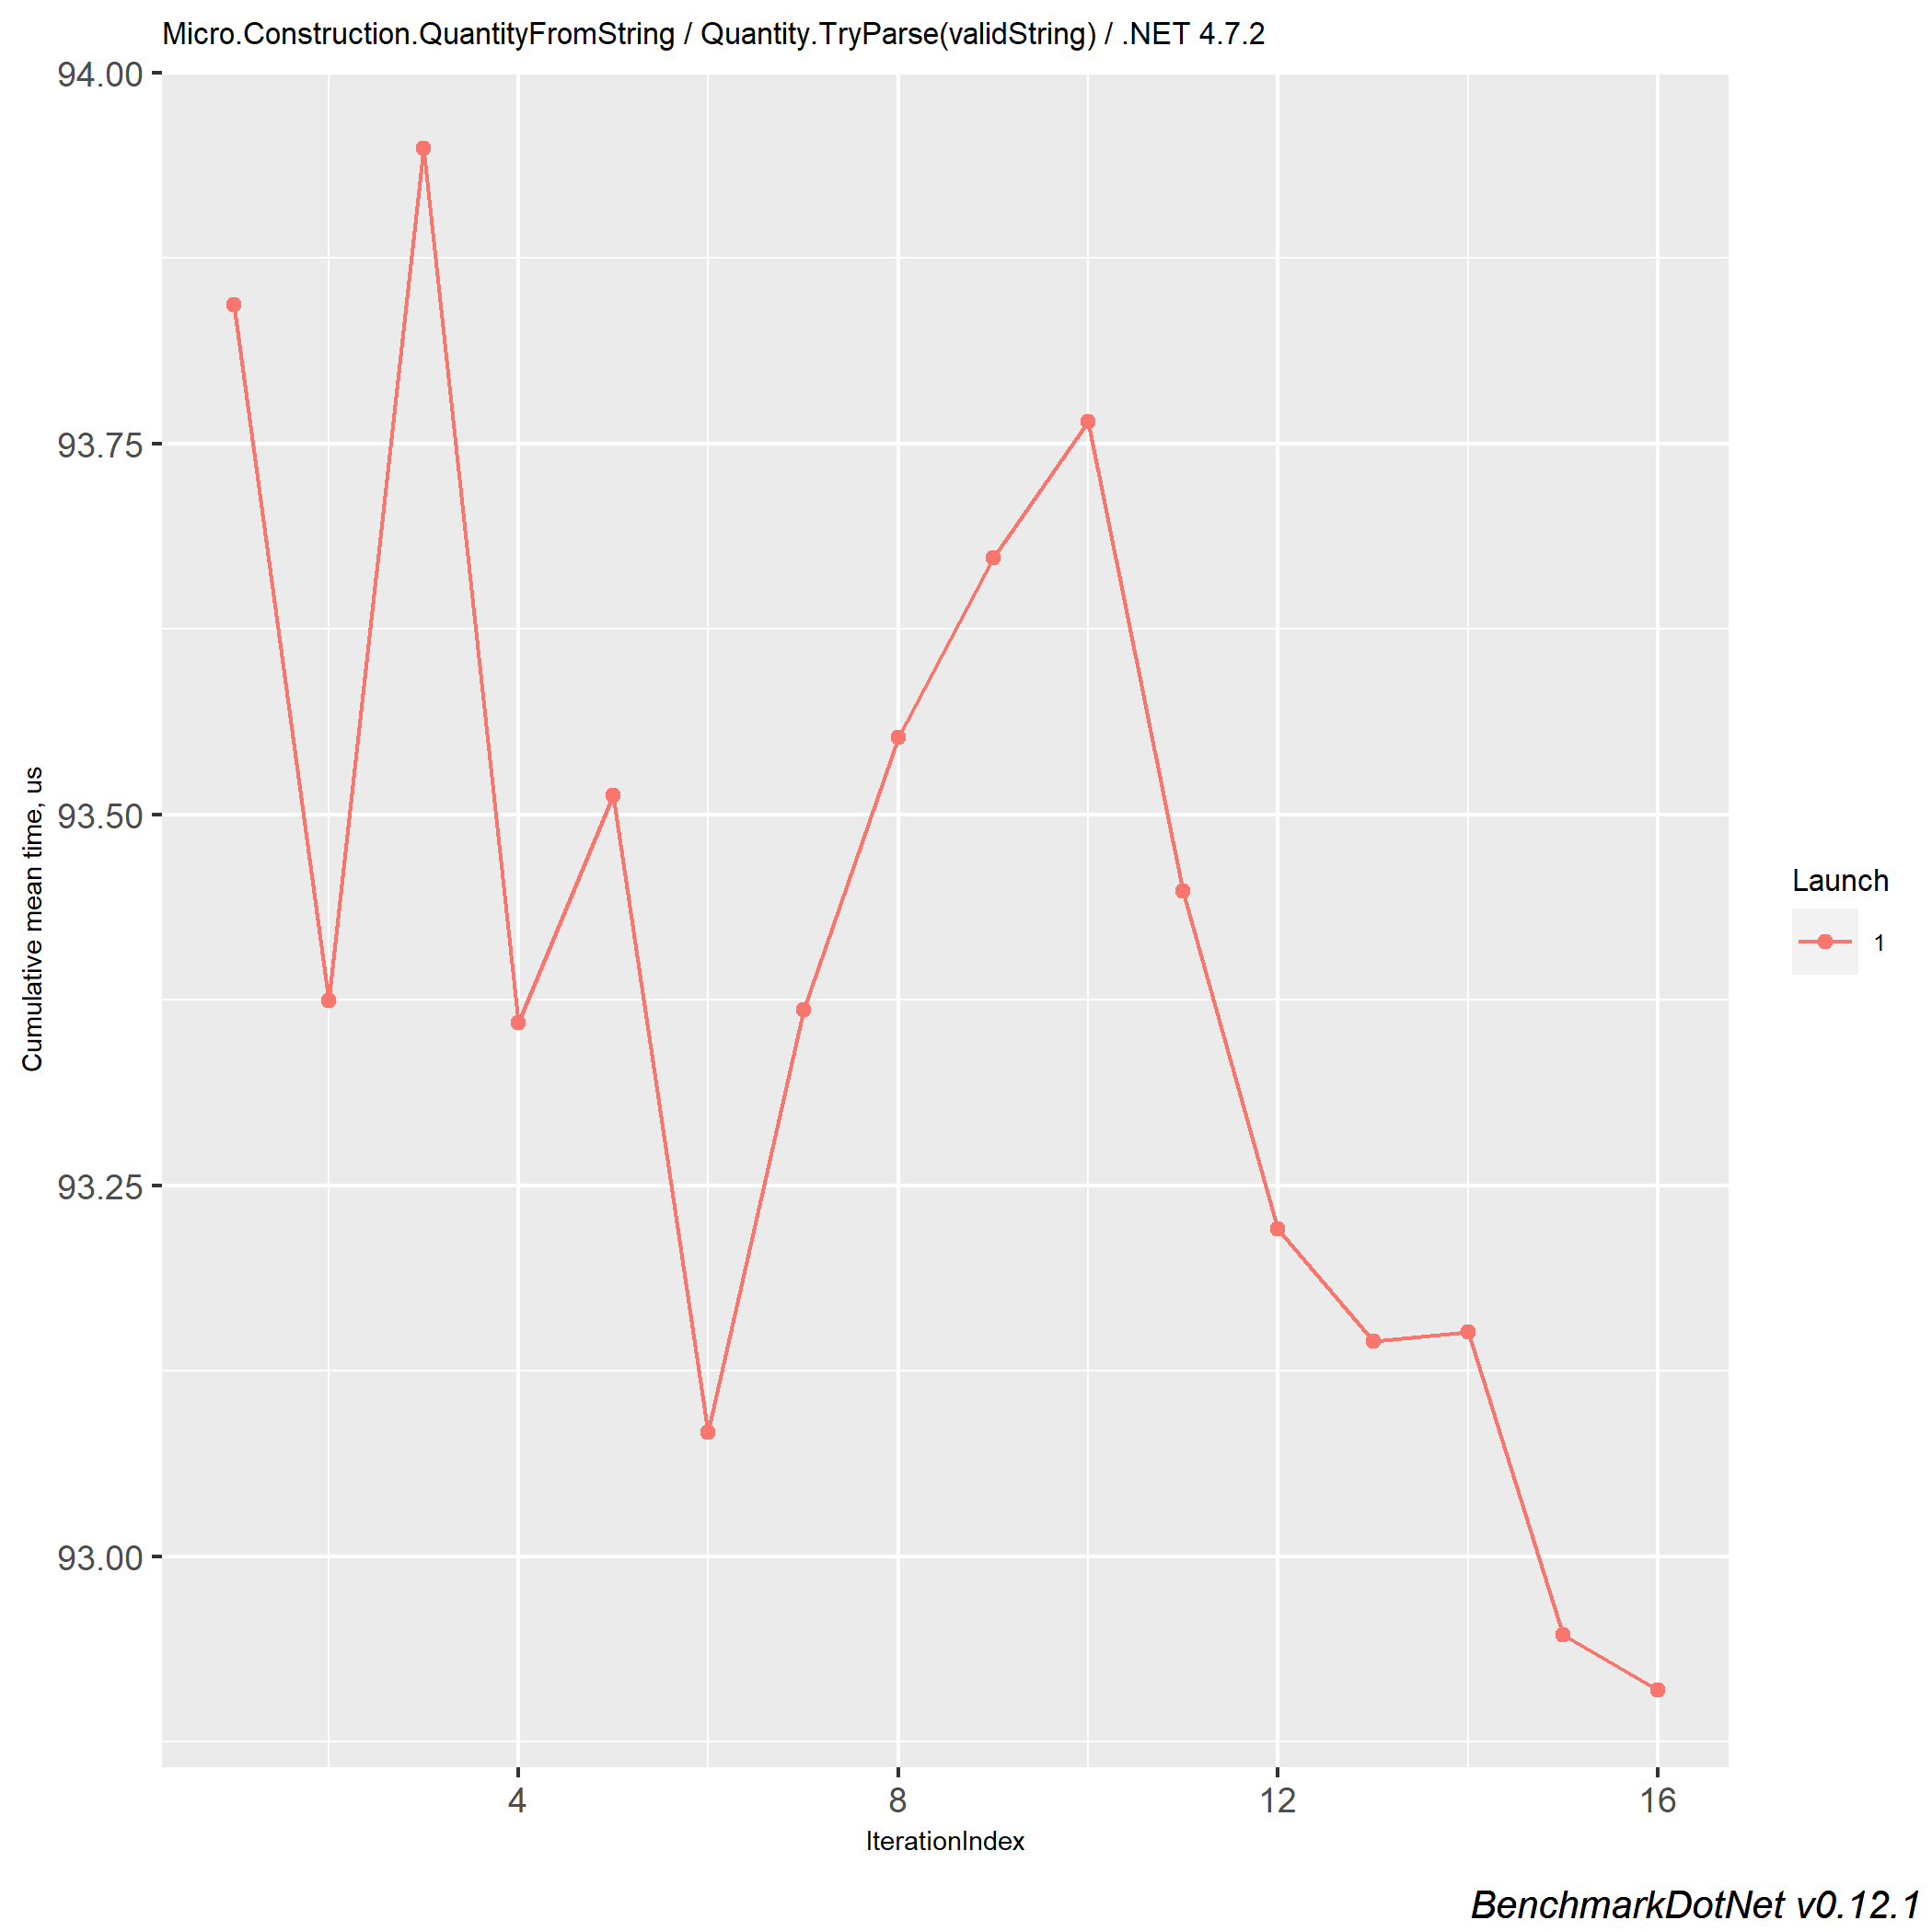 Micro.Construction.QuantityFromString / Quantity.TryParse(validString) / .NET 4.7.2
94.00
93.75
93.50
93.25
93.00
Cumulative mean time, us
4
8
12
16
IterationIndex
Launch
1
BenchmarkDotNet v0.12.1